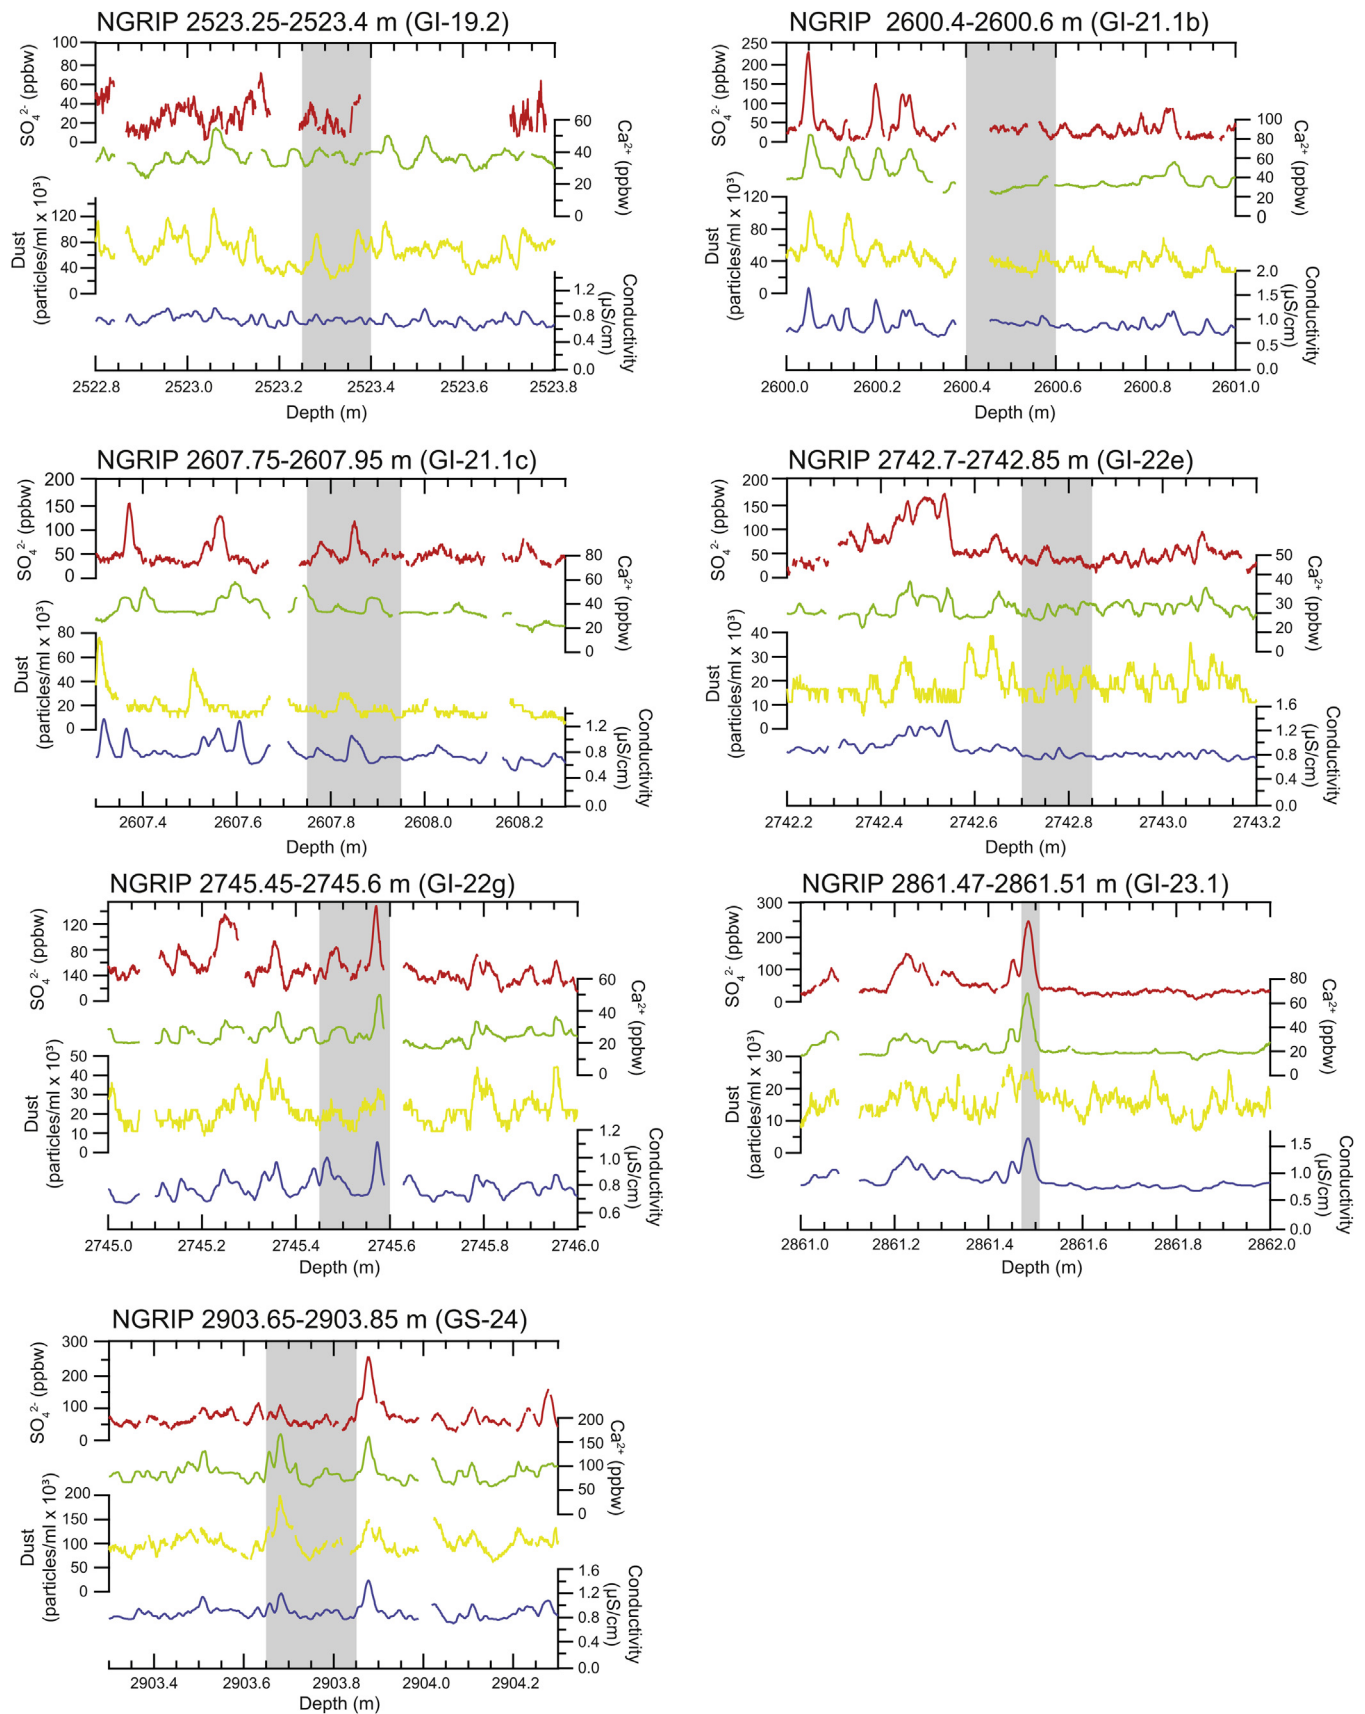 NGRIP 2523.25-2523.4 m (GI-19.2)
100
80
60
40
20
0
SO₄²⁻ (ppbw)
60
40
20
0
Ca²⁺ (ppbw)
120
80
40
0
Dust
(particles/ml x 10³)
1.2
0.8
0.4
0.0
Conductivity
(µS/cm)
2522.8 2523.0 2523.2 2523.4 2523.6 2523.8
Depth (m)
NGRIP 2600.4-2600.6 m (GI-21.1b)
250
200
150
100
50
0
SO₄²⁻ (ppbw)
100
80
60
40
20
0
Ca²⁺ (ppbw)
120
80
40
0
Dust
(particles/ml x 10³)
2.0
1.5
1.0
0.5
0.0
Conductivity
(µS/cm)
2600.0 2600.2 2600.4 2600.6 2600.8 2601.0
Depth (m)
NGRIP 2607.75-2607.95 m (GI-21.1c)
200
150
100
50
0
SO₄²⁻ (ppbw)
80
60
40
20
0
Ca²⁺ (ppbw)
80
60
40
20
0
Dust
(particles/ml x 10³)
1.2
0.8
0.4
0.0
Conductivity
(µS/cm)
2607.4 2607.6 2607.8 2608.0 2608.2
Depth (m)
NGRIP 2742.7-2742.85 m (GI-22e)
200
150
100
50
0
SO₄²⁻ (ppbw)
50
40
30
20
10
0
Ca²⁺ (ppbw)
40
30
20
10
0
Dust
(particles/ml x 10³)
1.6
1.2
0.8
0.4
0.0
Conductivity
(µS/cm)
2742.2 2742.4 2742.6 2742.8 2743.0 2743.2
Depth (m)
NGRIP 2745.45-2745.6 m (GI-22g)
120
80
140
0
SO₄²⁻ (ppbw)
60
40
20
0
Ca²⁺ (ppbw)
50
40
30
20
10
0
Dust
(particles/ml x 10³)
1.2
1.0
0.8
0.6
Conductivity
(µS/cm)
2745.0 2745.2 2745.4 2745.6 2745.8 2746.0
Depth (m)
NGRIP 2861.47-2861.51 m (GI-23.1)
300
200
100
0
SO₄²⁻ (ppbw)
80
60
40
20
0
Ca²⁺ (ppbw)
30
20
10
0
Dust
(particles/ml x 10³)
1.5
1.0
0.5
0.0
Conductivity
(µS/cm)
2861.0 2861.2 2861.4 2861.6 2861.8 2862.0
Depth (m)
NGRIP 2903.65-2903.85 m (GS-24)
300
200
100
0
SO₄²⁻ (ppbw)
200
150
100
50
0
Ca²⁺
(ppbw)
200
150
100
50
0
Dust
(particles/ml x 10³)
1.6
1.2
0.8
0.4
0.0
Conductivity
(µS/cm)
2903.4 2903.6 2903.8 2904.0 2904.2
Depth (m)